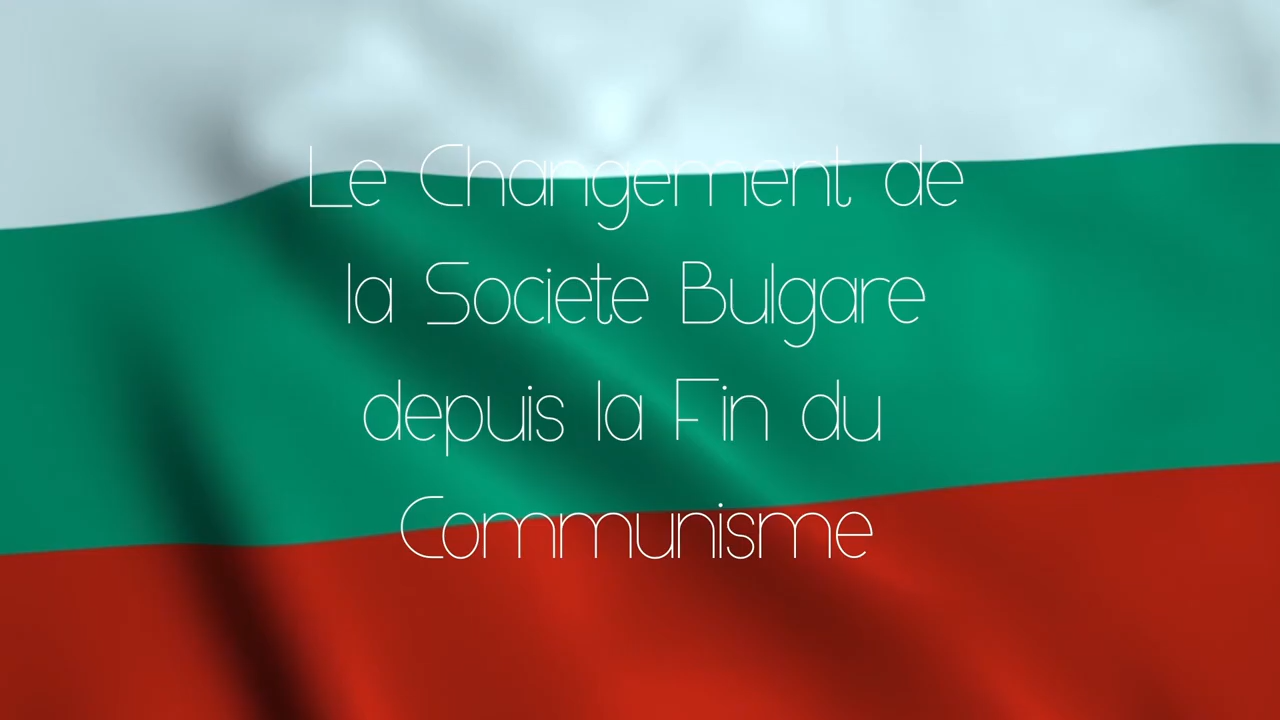 Le Changement de
la Societe Bulgare
depuis la Fin du
Communisme